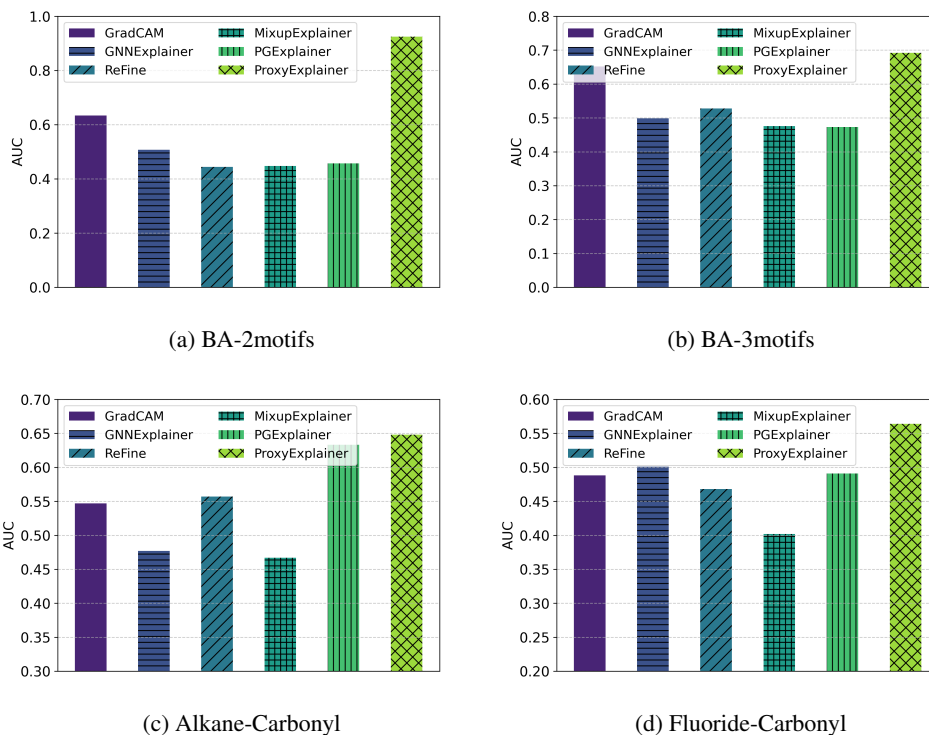 1.0
0.8
0.6
0.4
0.2
0.0
AUC
GradCAM MixupExplainer
GNNExplainer PGExplainer
ReFine ProxyExplainer
(a) BA-2motifs
0.8
0.7
0.6
0.5
0.4
0.3
0.2
0.1
0.0
AUC
GradCAM MixupExplainer
GNNExplainer PGExplainer
ReFine ProxyExplainer
(b) BA-3motifs
0.70
0.65
0.60
0.55
0.50
0.45
0.40
0.35
0.30
AUC
GradCAM MixupExplainer
GNNExplainer PGExplainer
ReFine ProxyExplainer
(c) Alkane-Carbonyl
0.60
0.55
0.50
0.45
0.40
0.35
0.30
0.25
0.20
AUC
GradCAM MixupExplainer
GNNExplainer PGExplainer
ReFine ProxyExplainer
(d) Fluoride-Carbonyl